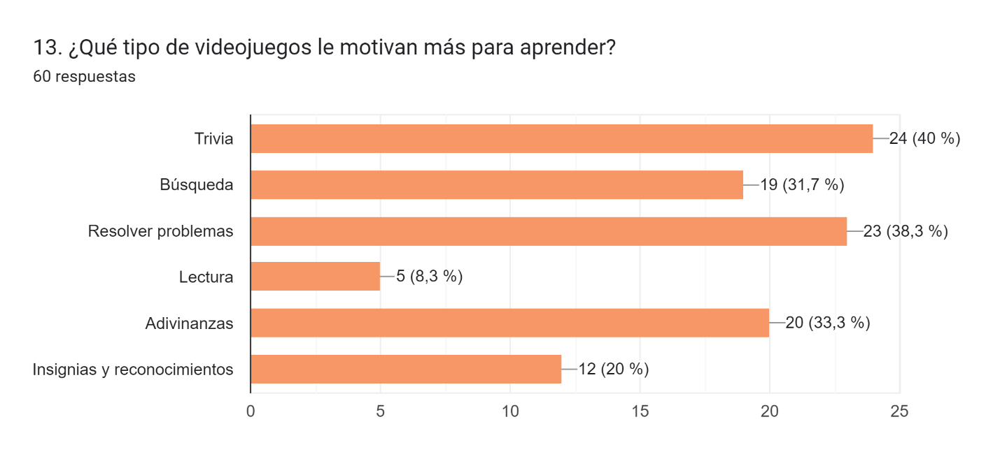 13. ¿Qué tipo de videojuegos le motivan más para aprender?
60 respuestas
Trivia
24 (40 %)
Búsqueda
19 (31,7 %)
Resolver problemas
23 (38,3 %)
Lectura
5 (8,3 %)
Adivinanzas
20 (33,3 %)
Insignias y reconocimientos
12 (20 %)
0 5 10 15 20 25